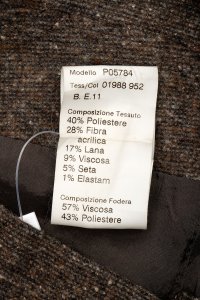 Modello P05784
Tess/Col 01988 952
B. E.11
Composizione Tessuto
40% Poliestere
28% Fibra
acrilica
17% Lana
9% Viscosa
5% Seta
1% Elastam
Composizione Fodera
57% Viscosa
43% Poliestere